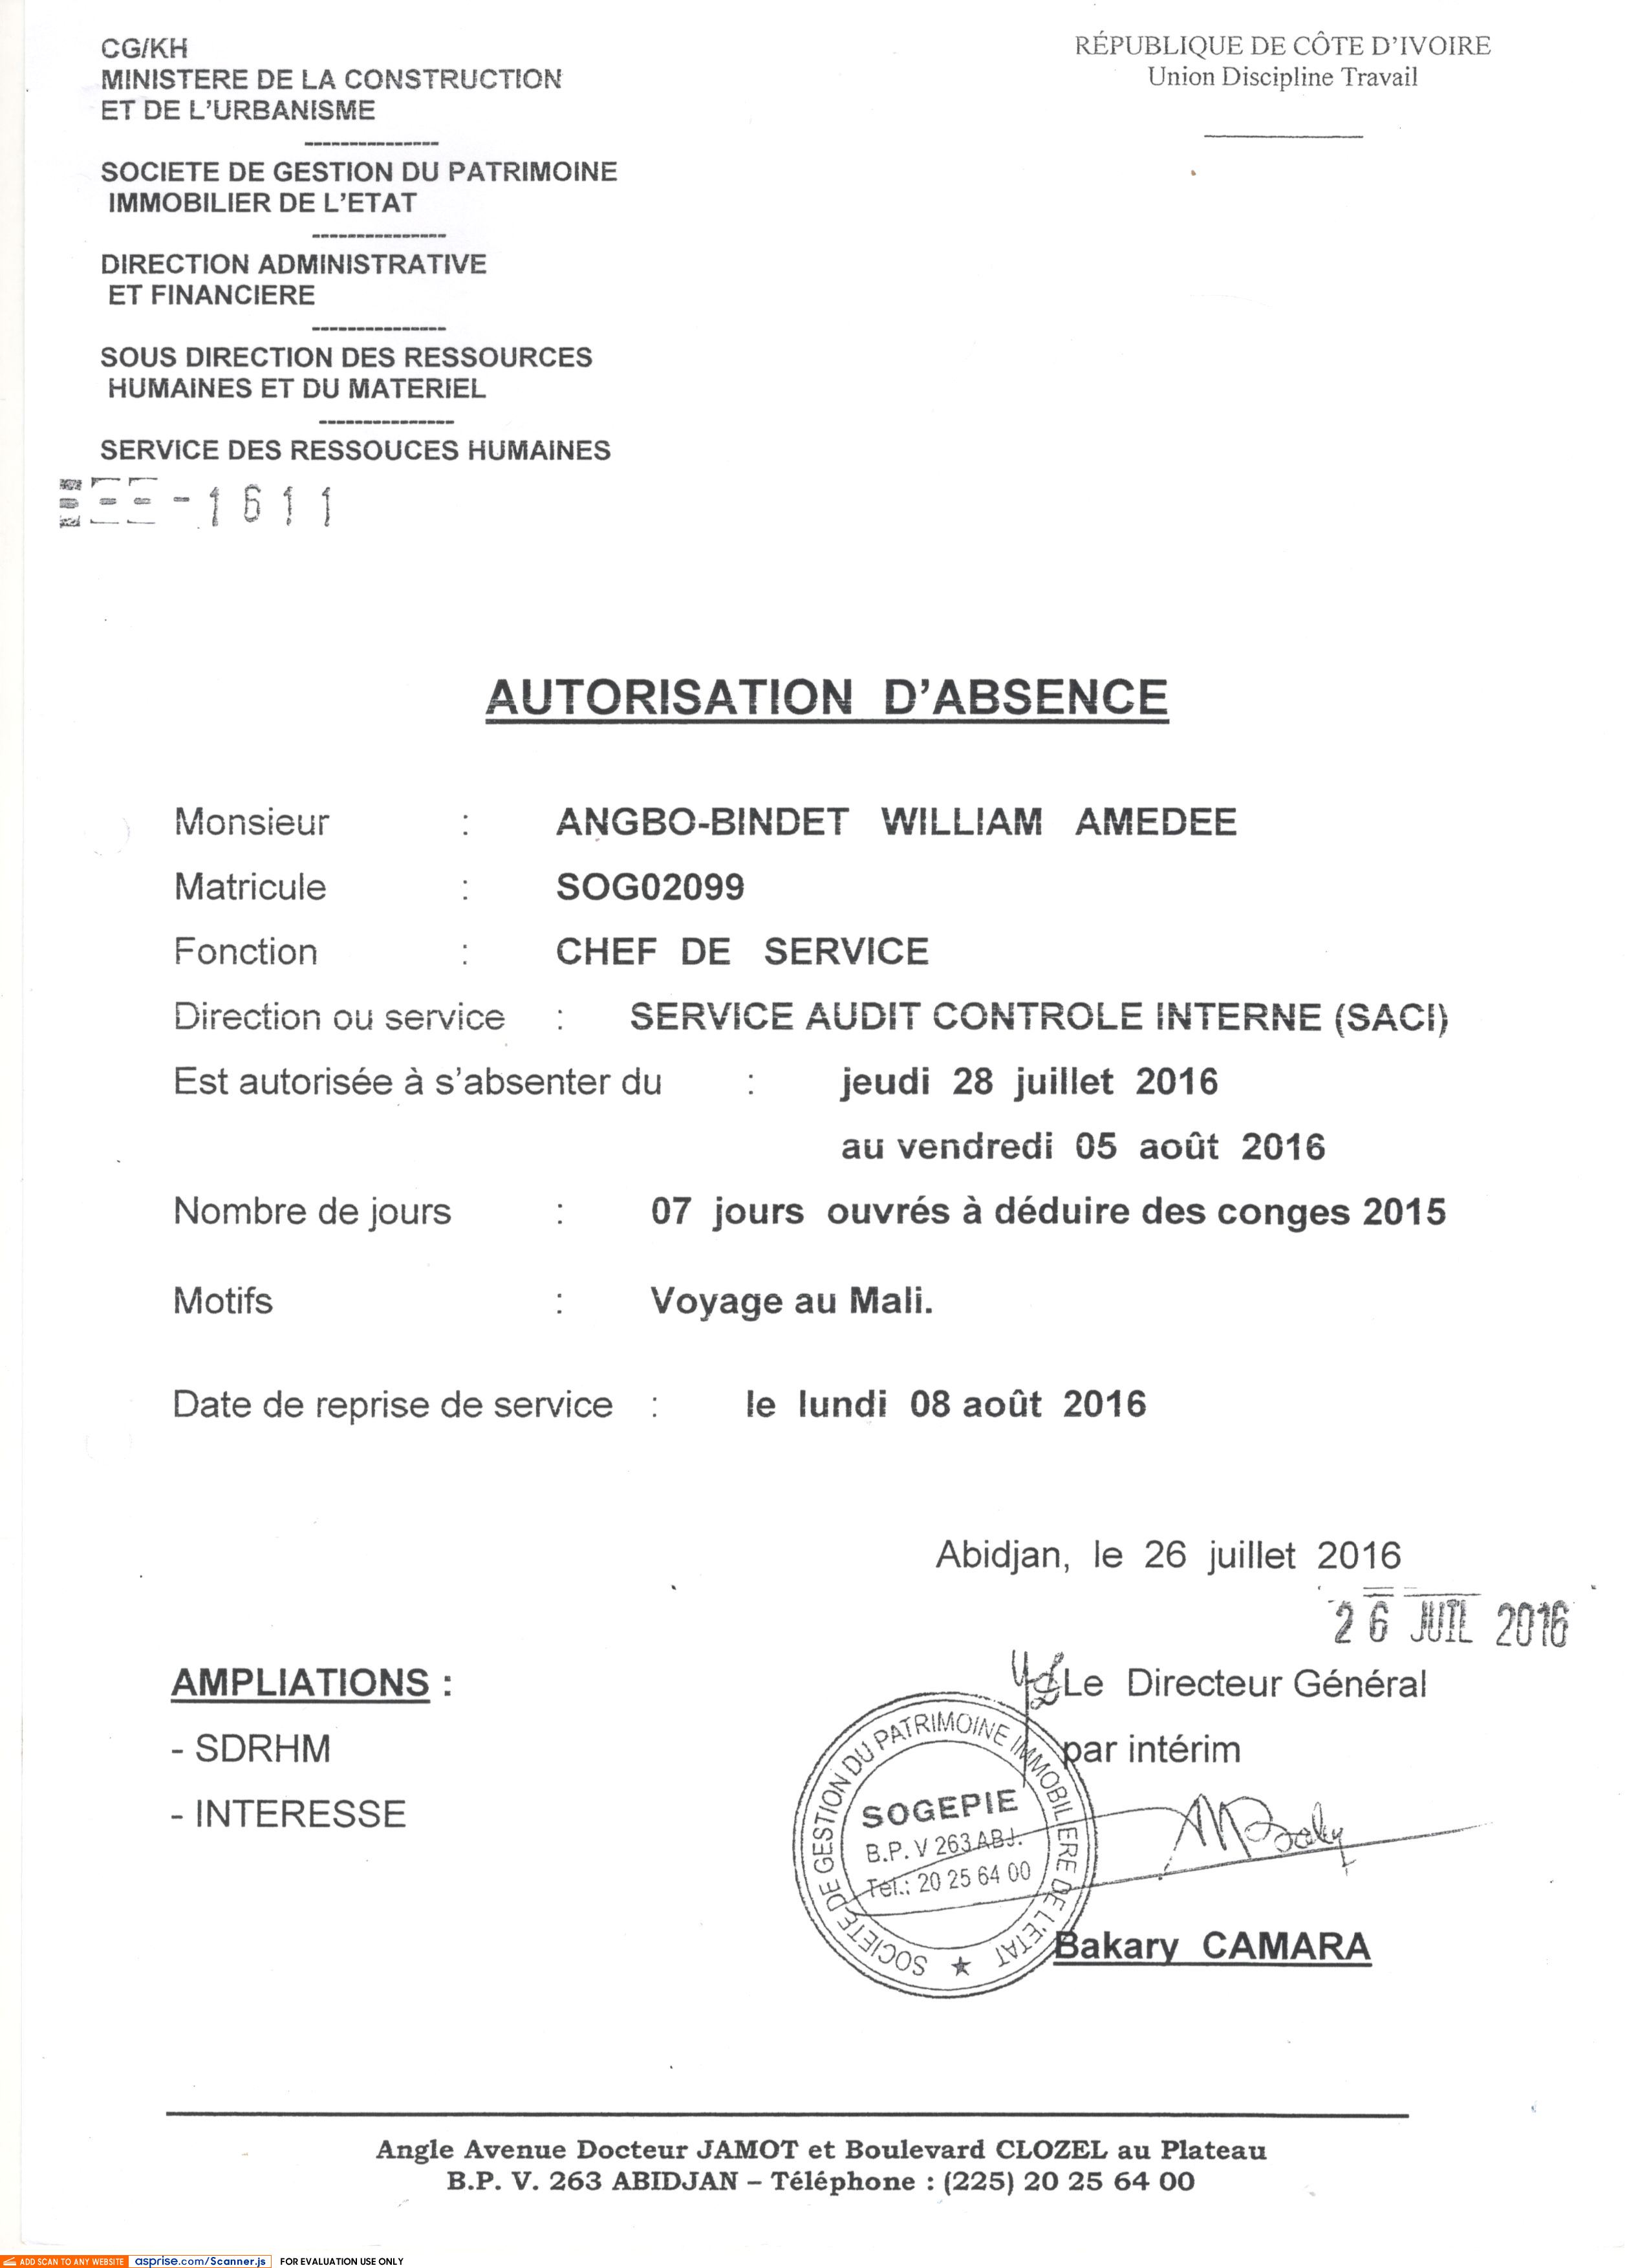 CG/KH
MINISTERE DE LA CONSTRUCTION
ET DE L'URBANISME
---------------
SOCIETE DE GESTION DU PATRIMOINE
IMMOBILIER DE L'ETAT
---------------
DIRECTION ADMINISTRATIVE
ET FINANCIERE
---------------
SOUS DIRECTION DES RESSOURCES
HUMAINES ET DU MATERIEL
---------------
SERVICE DES RESSOUCES HUMAINES
- 1611
RÉPUBLIQUE DE CÔTE D'IVOIRE
Union Discipline Travail
AUTORISATION D'ABSENCE
Monsieur : ANGBO-BINDET WILLIAM AMEDEE
Matricule : SOG02099
Fonction : CHEF DE SERVICE
Direction ou service : SERVICE AUDIT CONTROLE INTERNE (SACI)
Est autorisée à s'absenter du : jeudi 28 juillet 2016
au vendredi 05 août 2016
Nombre de jours : 07 jours ouvrés à déduire des conges 2015
Motifs : Voyage au Mali.
Date de reprise de service : le lundi 08 août 2016
Abidjan, le 26 juillet 2016
26 JUIL 2016
AMPLIATIONS :
- SDRHM
- INTERESSE
Le Directeur Général
par intérim
SOCIETE DE GESTION DU PATRIMOINE IMMOBILIERE DE L'ETAT
SOGEPIE
B.P. V 263 ABJ.
Tél.: 20 25 64 00
Bakary CAMARA
Angle Avenue Docteur JAMOT et Boulevard CLOZEL au Plateau
B.P. V. 263 ABIDJAN – Téléphone : (225) 20 25 64 00
ADD SCAN TO ANY WEBSITE asprise.com/Scanner.js FOR EVALUATION USE ONLY